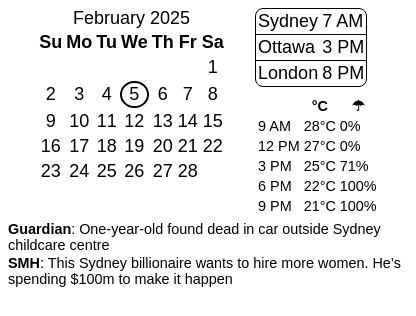 February 2025
Su Mo Tu We Th Fr Sa
1
2 3 4 5 6 7 8
9 10 11 12 13 14 15
16 17 18 19 20 21 22
23 24 25 26 27 28
Sydney 7 AM
Ottawa 3 PM
London 8 PM
°C ☂
9 AM 28°C 0%
12 PM 27°C 0%
3 PM 25°C 71%
6 PM 22°C 100%
9 PM 21°C 100%
Guardian: One-year-old found dead in car outside Sydney
childcare centre
SMH: This Sydney billionaire wants to hire more women. He’s
spending $100m to make it happen